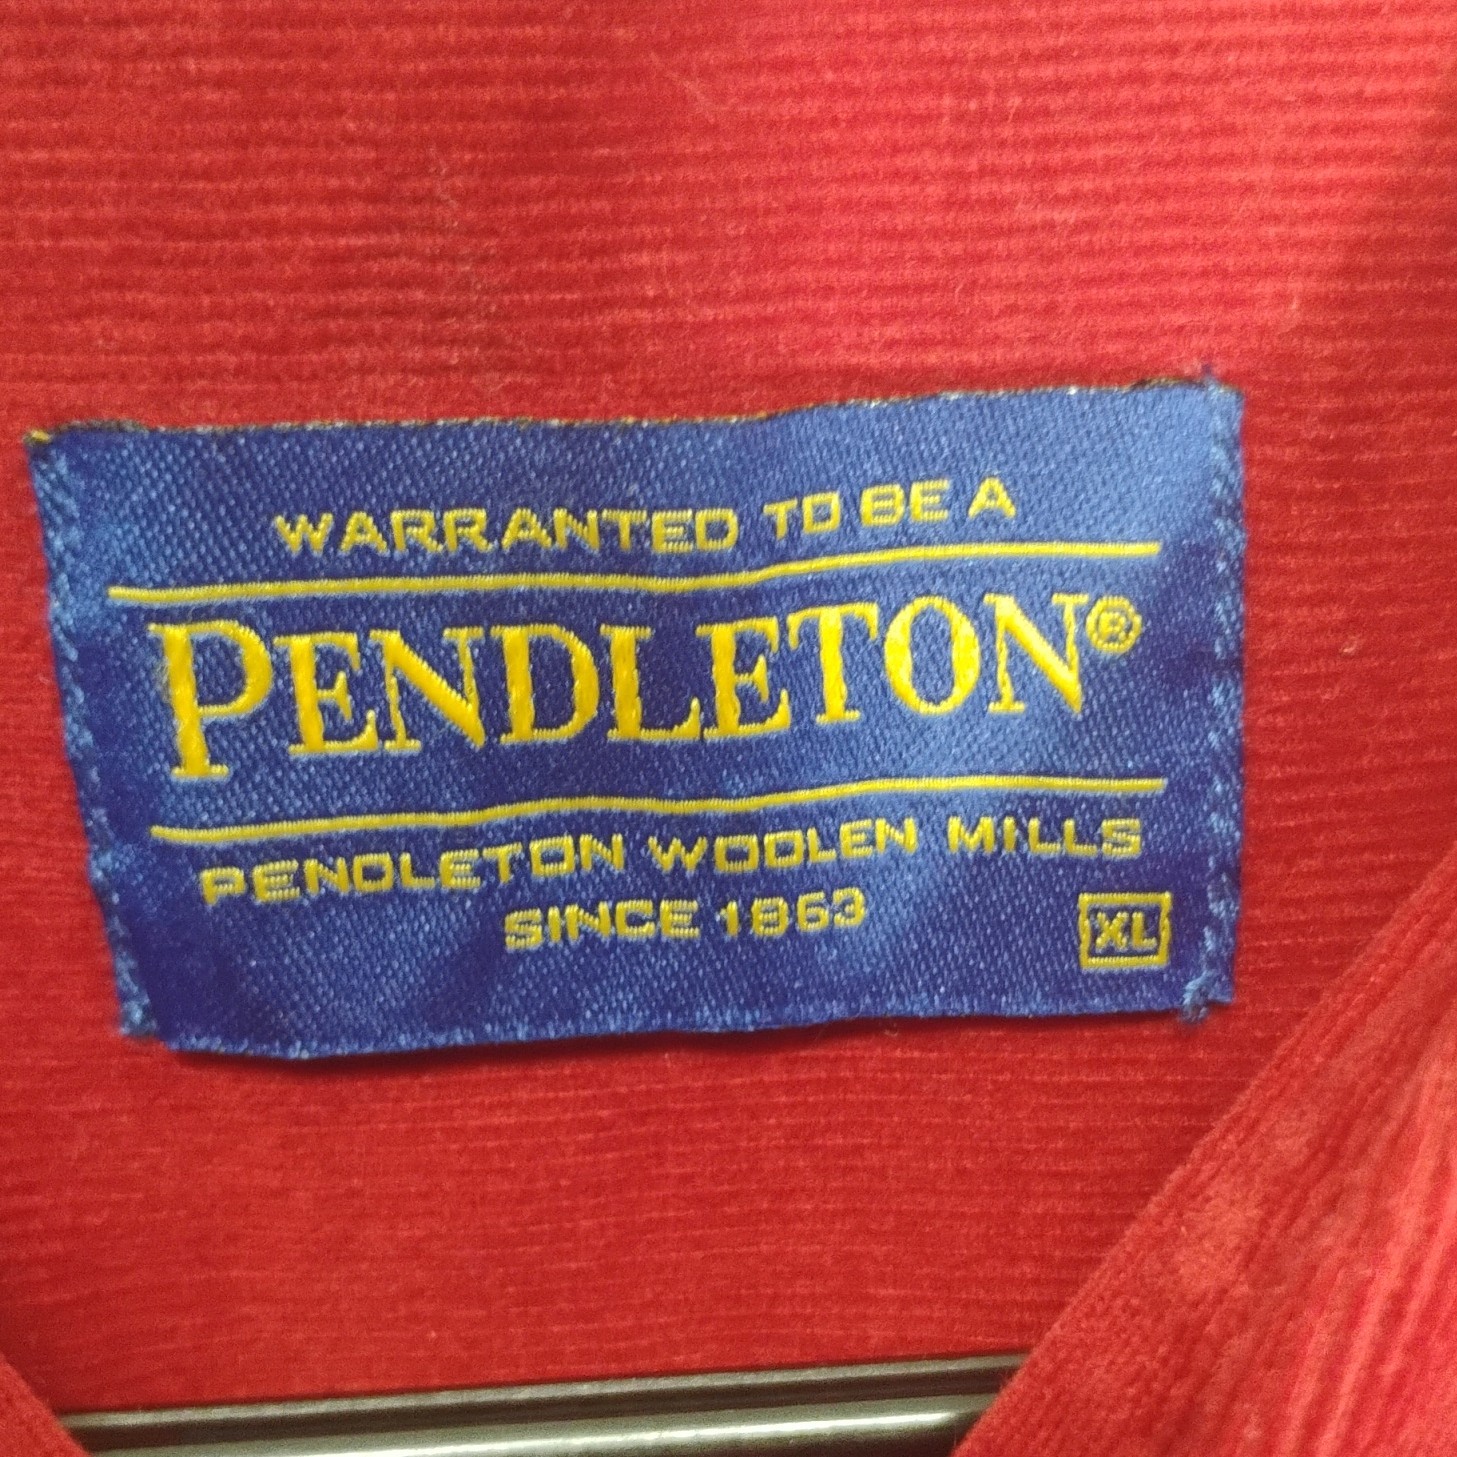 WARRANTED TO BE A
PENDLETON®
PENDLETON WOOLEN MILLS
SINCE 1863
XL